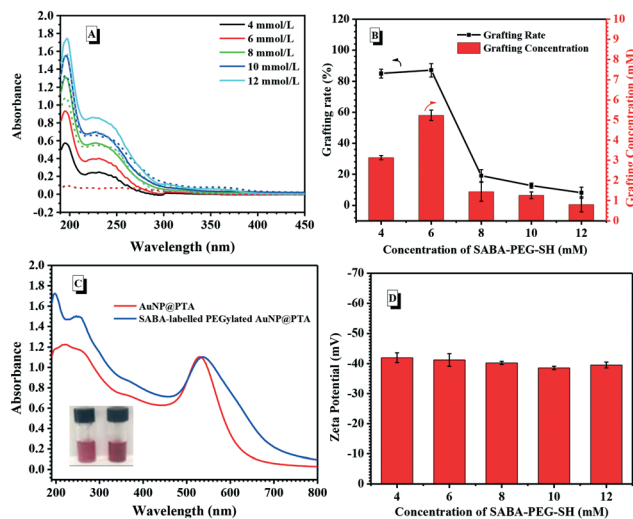 A
4 mmol/L
6 mmol/L
8 mmol/L
10 mmol/L
12 mmol/L
2.0
1.8
1.6
1.4
1.2
1.0
0.8
0.6
0.4
0.2
0.0
-0.2
Absorbance
200 250 300 350 400 450
Wavelength (nm)
B
Grafting Rate
Grafting Concentration
120
100
80
60
40
20
0
Grafting rate (%)
10
9
8
7
6
5
4
3
2
1
0
Grafting Concentration (mM)
4 6 8 10 12
Concentration of SABA-PEG-SH (mM)
C
AuNP@PTA
SABA-labelled PEGylated AuNP@PTA
2.0
1.8
1.6
1.4
1.2
1.0
0.8
0.6
0.4
0.2
0.0
Absorbance
200 300 400 500 600 700 800
Wavelength (nm)
D
-70
-60
-50
-40
-30
-20
-10
0
Zeta Potential (mV)
4 6 8 10 12
Concentration of SABA-PEG-SH (mM)